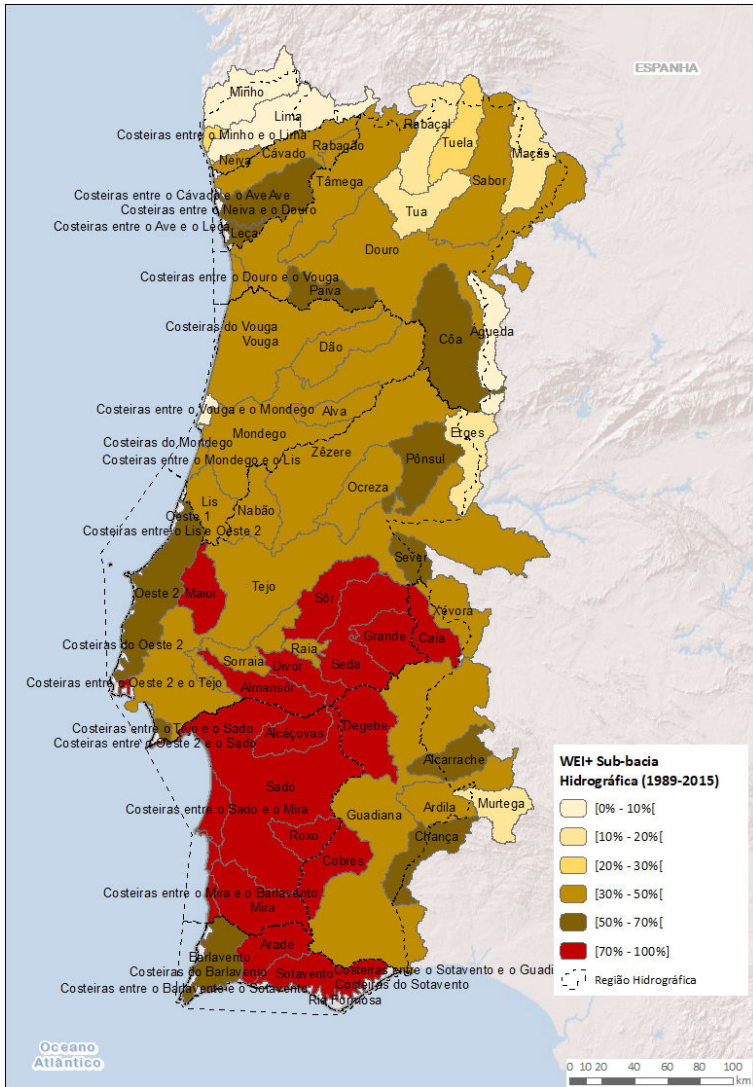 ESPANHA
Minho
Lima
Costeiras entre o Minho e o Lima
Rabaçal
Tuela
Maçãs
Neiva
Cávado
Rabagão
Tâmega
Sabor
Costeiras entre o Cávado e o Ave
Ave
Costeiras entre o Neiva e o Douro
Costeiras entre o Ave e o Leça
Leça
Tua
Douro
Costeiras entre o Douro e o Vouga
Paiva
Costeiras do Vouga
Vouga
Dão
Côa
Águeda
Costeiras entre o Vouga e o Mondego
Alva
Mondego
Erges
Costeiras do Mondego
Costeiras entre o Mondego e o Lis
Zêzere
Pônsul
Ocreza
Lis
Oeste 1
Nabão
Costeiras entre o Lis e o Oeste 2
Sever
Oeste 2
Maior
Tejo
Sôr
Xévora
Costeiras do Oeste 2
Grande
Caia
Raia
Sorraia
Divor
Seda
Costeiras entre o Oeste 2 e o Tejo
Almansor
Costeiras entre o Tejo e o Sado
Costeiras entre o Oeste 2 e o Sado
Alcáçovas
Degebe
Alcarrache
Sado
Costeiras entre o Sado e o Mira
Guadiana
Ardila
Murtega
Roxo
Chança
Cobres
Costeiras entre o Mira e o Barlavento
Mira
Arade
Barlavento
Costeiras do Barlavento
Sotavento
Costeiras entre o Sotavento e o Guadi
Costeiras do Sotavento
Costeiras entre o Barlavento e o Sotavento
Ria Formosa
Oceano
Atlântico
WEI+ Sub-bacia
Hidrográfica (1989-2015)
[0% - 10%[
[10% - 20%[
[20% - 30%[
[30% - 50%[
[50% - 70%[
[70% - 100%]
Região Hidrográfica
0 10 20 40 60 80 100
km